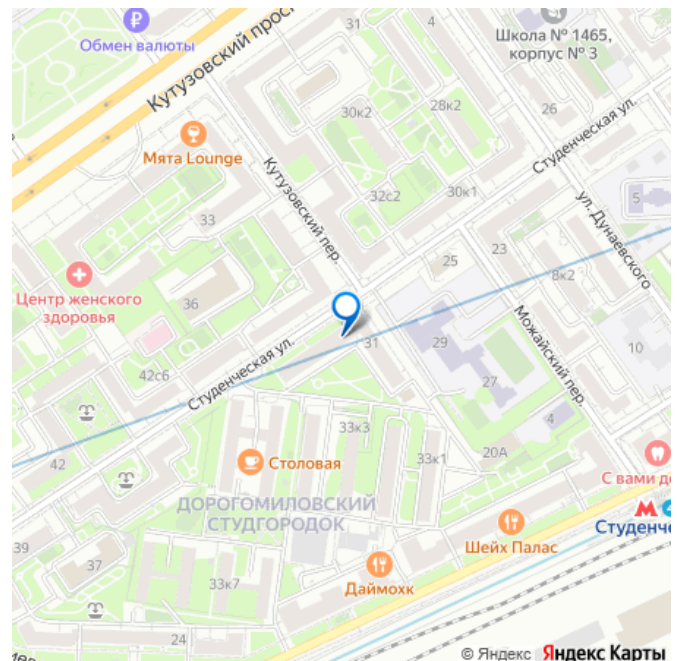 Обмен валюты
Кутузовский прос
31
4
Школа № 1465,
корпус № 3
30к2
28к2
26
Студенческая ул.
Мята Lounge
Кутузовский пер.
32с2
30к1
ул. Дунаевского
5
33
23
25
8к2
Центр женского
здоровья
36
Можайский пер.
31
29
10
Студенческая ул.
42с6
27
4
33к3
42
Столовая
33к1
20А
С вами до
ДОРОГОМИЛОВСКИЙ
СТУДГОРОДОК
Студенче
Шейх Палас
39
37
33к7
Даймохк
24
© Яндекс Яндекс Карты